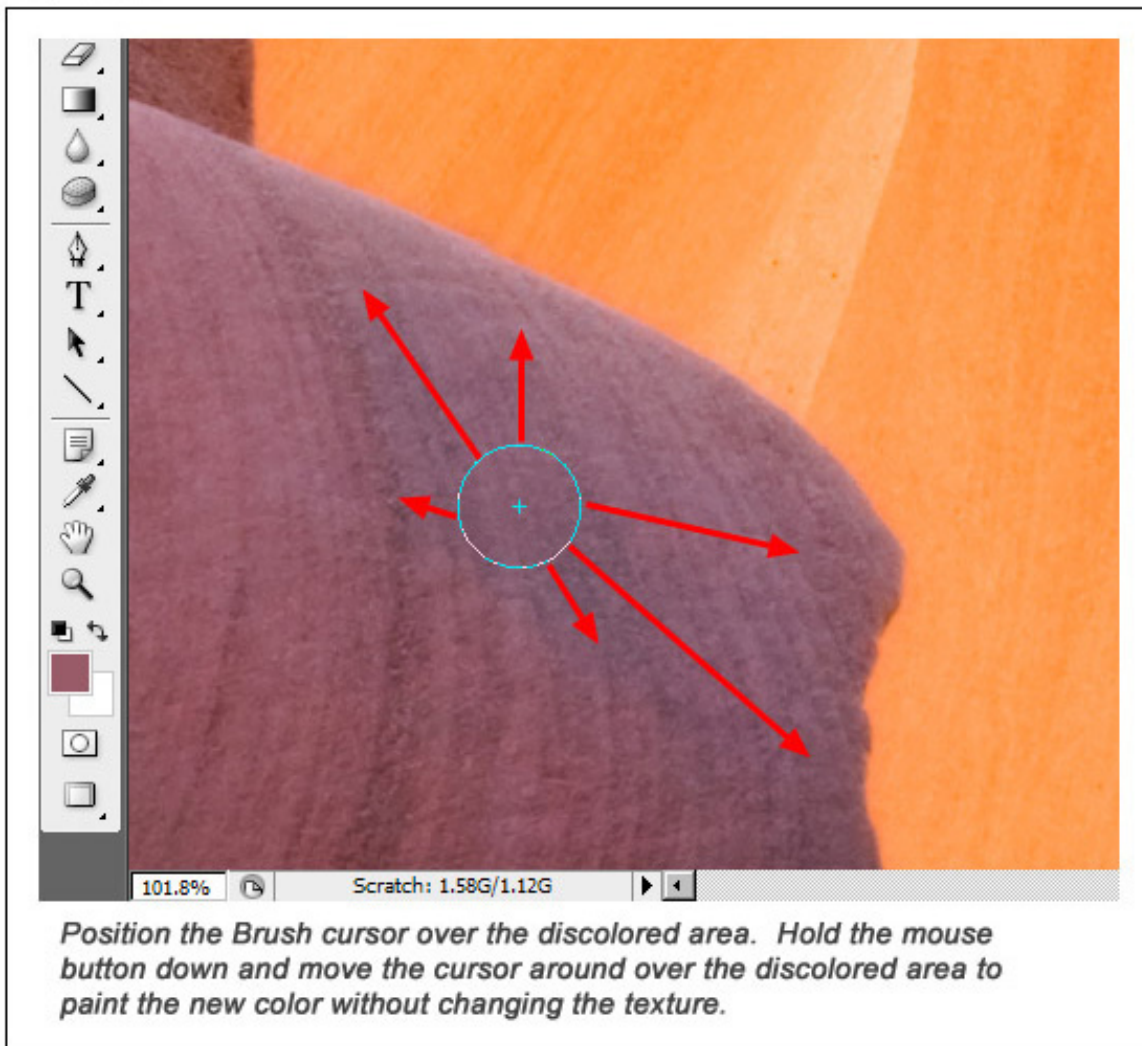 T
101.8%
Scratch: 1.58G/1.12G
Position the Brush cursor over the discolored area.  Hold the mouse
button down and move the cursor around over the discolored area to
paint the new color without changing the texture.